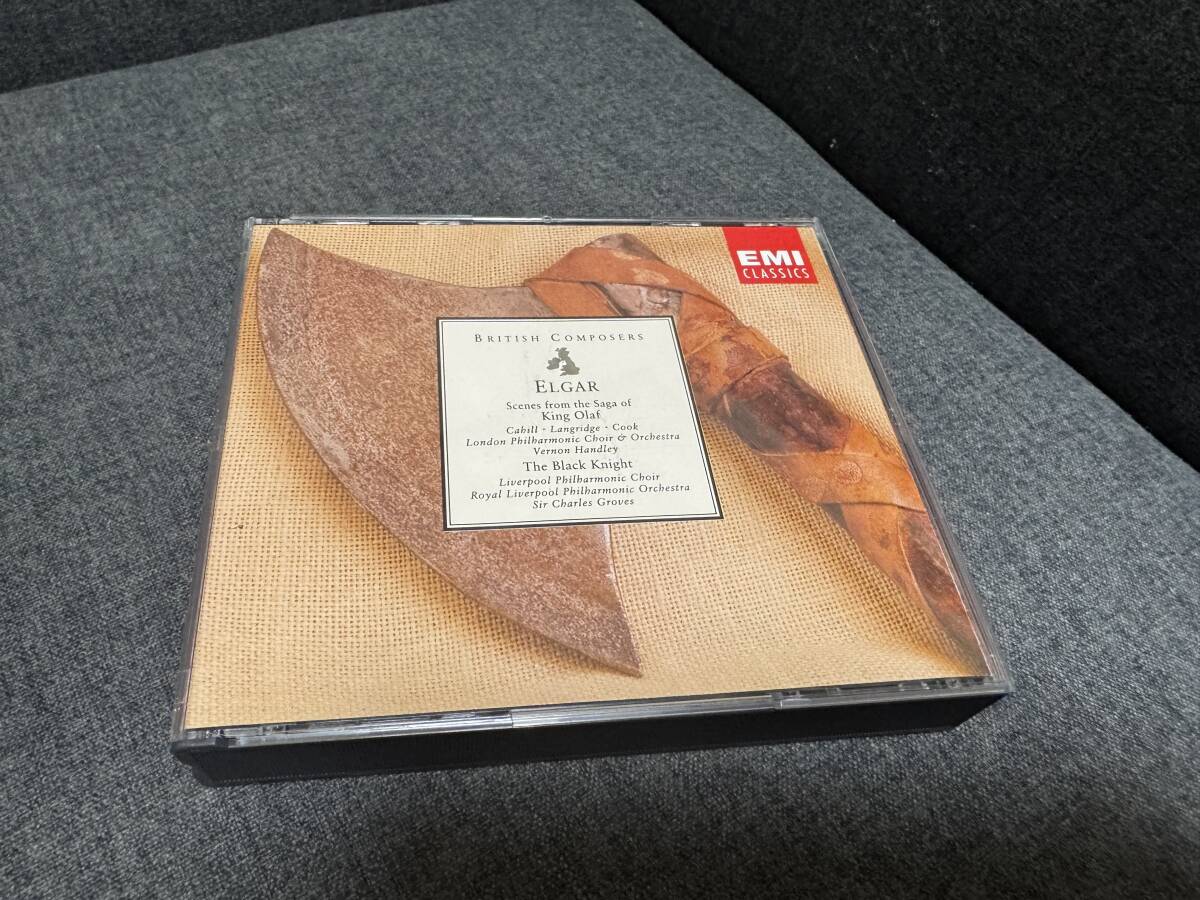 EMI
CLASSICS
BRITISH COMPOSERS
ELGAR
Scenes from the Saga of
King Olaf
Cahill · Langridge · Cook
London Philharmonic Choir & Orchestra
Vernon Handley
The Black Knight
Liverpool Philharmonic Choir
Royal Liverpool Philharmonic Orchestra
Sir Charles Groves